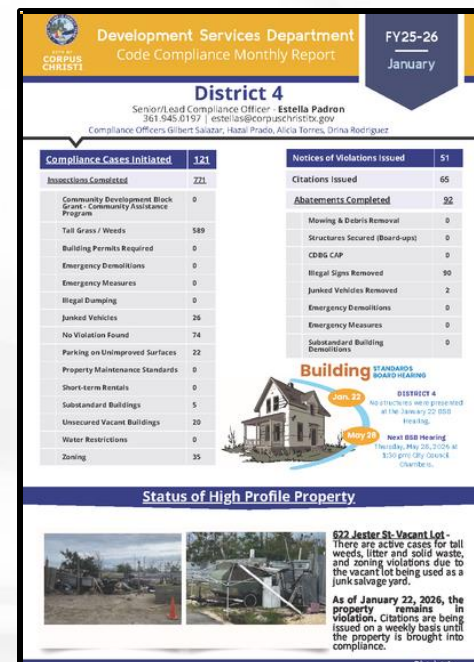 CITY OF
CORPUS
CHRISTI
Development Services Department
Code Compliance Monthly Report
FY25-26
January
District 4
Senior/Lead Compliance Officer - Estella Padron
361.945.0197 | estellas@corpuschristitx.gov
Compliance Officers Gilbert Salazar, Hazal Prado, Alicia Torres, Drina Rodriguez
Compliance Cases Initiated 121
Inspections Completed 771
Community Development Block
Grant - Community Assistance
Program 0
Tall Grass / Weeds 589
Building Permits Required 0
Emergency Demolitions 0
Emergency Measures 0
Illegal Dumping 0
Junked Vehicles 26
No Violation Found 74
Parking on Unimproved Surfaces 22
Property Maintenance Standards 0
Short-term Rentals 0
Substandard Buildings 5
Unsecured Vacant Buildings 20
Water Restrictions 0
Zoning 35
Notices of Violations Issued 51
Citations Issued 65
Abatements Completed 92
Mowing & Debris Removal 0
Structures Secured (Board-ups) 0
CDBG CAP 0
Illegal Signs Removed 90
Junked Vehicles Removed 2
Emergency Demolitions 0
Emergency Measures 0
Substandard Building
Demolitions 0
Building STANDARDS
BOARD HEARING
Jan. 22
DISTRICT 4
No structures were presented
at the January 22 BSB
Hearing.
May 28
Next BSB Hearing
Thursday, May 28, 2026 at
1:30 pm City Council
Chambers.
Status of High Profile Property
622 Jester St- Vacant Lot -
There are active cases for tall
weeds, litter and solid waste,
and zoning violations due to
the vacant lot being used as a
junk salvage yard.
As of January 22, 2026, the
property remains in
violation. Citations are being
issued on a weekly basis until
the property is brought into
compliance.